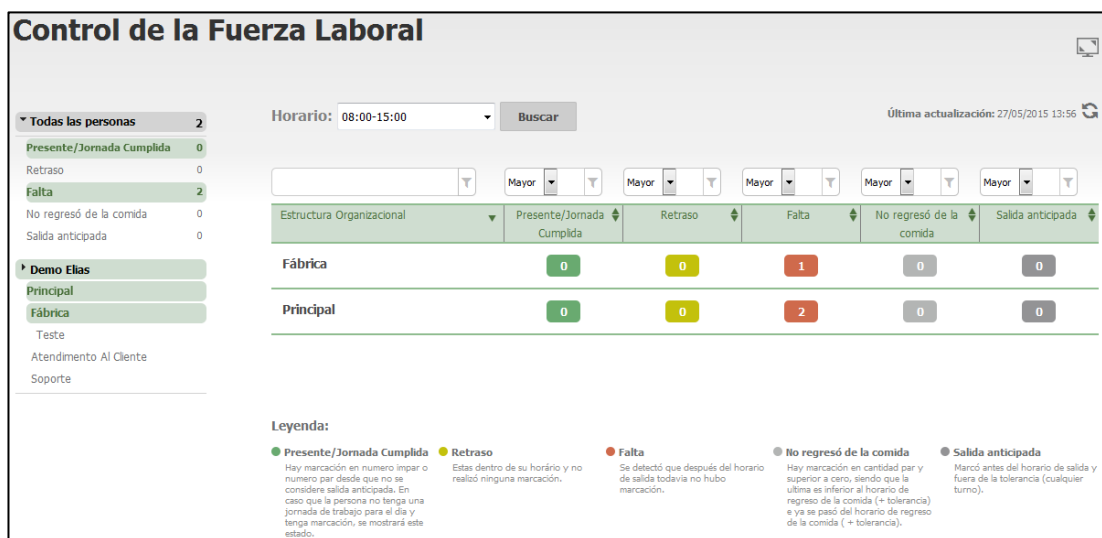 Control de la Fuerza Laboral
Todas las personas 2
Presente/Jornada Cumplida 0
Retraso 0
Falta 2
No regresó de la comida 0
Salida anticipada 0
Demo Elias
Principal
Fábrica
Teste
Atendimento Al Cliente
Soporte
Horario: 08:00-15:00 Buscar
Última actualización: 27/05/2015 13:56
Mayor Mayor Mayor Mayor Mayor
Estructura Organizacional Presente/Jornada Retraso Falta No regresó de la Salida anticipada
Cumplida comida
Fábrica 0 0 1 0 0
Principal 0 0 2 0 0
Leyenda:
Presente/Jornada Cumplida
Hay marcación en numero impar o
numero par desde que no se
considere salida anticipada. En
caso que la persona no tenga una
jornada de trabajo para el dia y
tenga marcación, se mostrará este
estado.
Retraso
Estas dentro de su horário y no
realizó ninguna marcación.
Falta
Se detectó que después del horario
de salida todavia no hubo
marcación.
No regresó de la comida
Hay marcación en cantidad par y
superior a cero, siendo que la
ultima es inferior al horario de
regreso de la comida (+ tolerancia)
e ya se pasó del horario de regreso
de la comida ( + tolerancia).
Salida anticipada
Marcó antes del horario de salida y
fuera de la tolerancia (cualquier
turno).